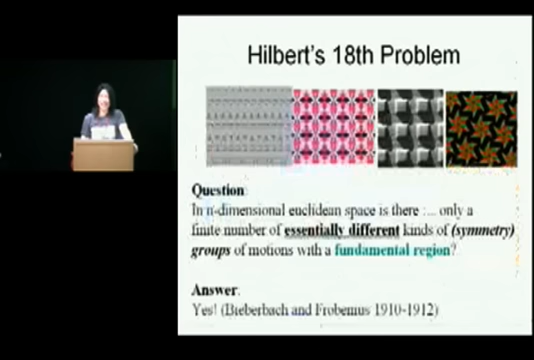 Hilbert's 18th Problem
Question:
In n-dimensional euclidean space is there :... only a
finite number of essentially different kinds of (symmetry)
groups of motions with a fundamental region?
Answer:
Yes! (Bieberbach and Frobenius 1910-1912)